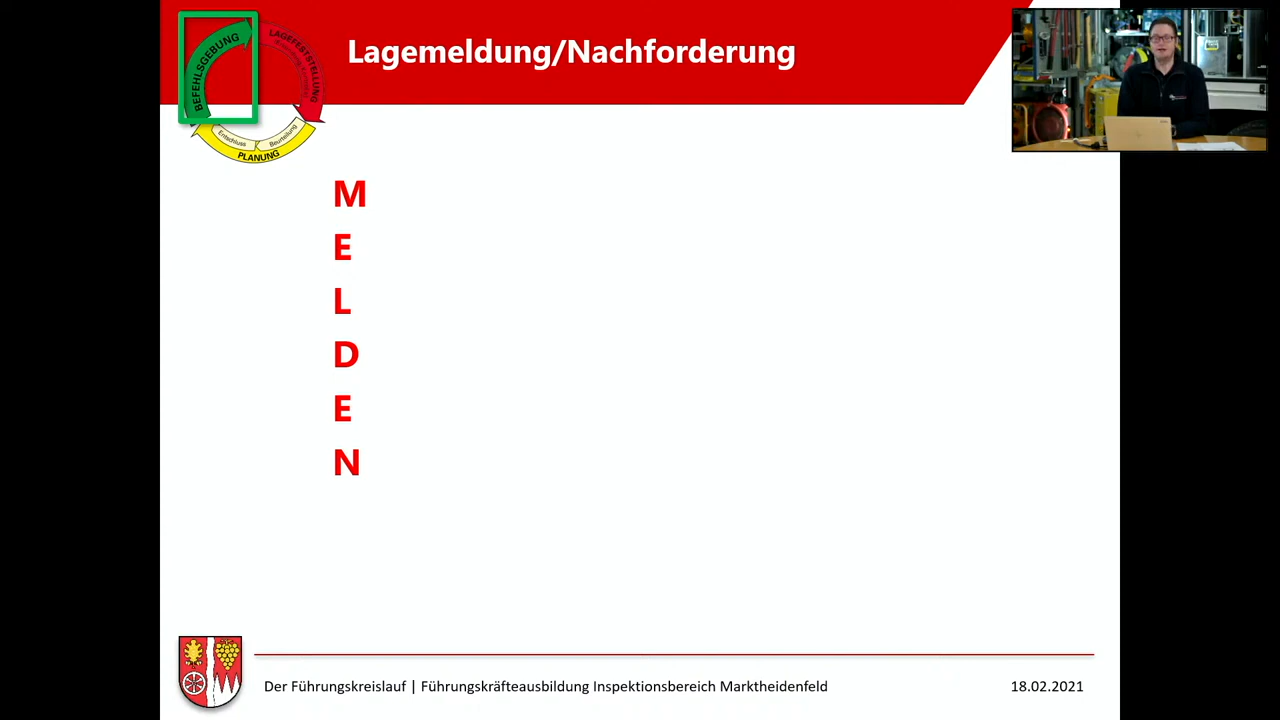 Lagemeldung/Nachforderung
BEFEHLSGEBUNG
LAGEFESTSTELLUNG
Entschluss
Beurteilung
PLANUNG
M
E
L
D
E
N
Der Führungskreislauf | Führungskräfteausbildung Inspektionsbereich Marktheidenfeld
18.02.2021